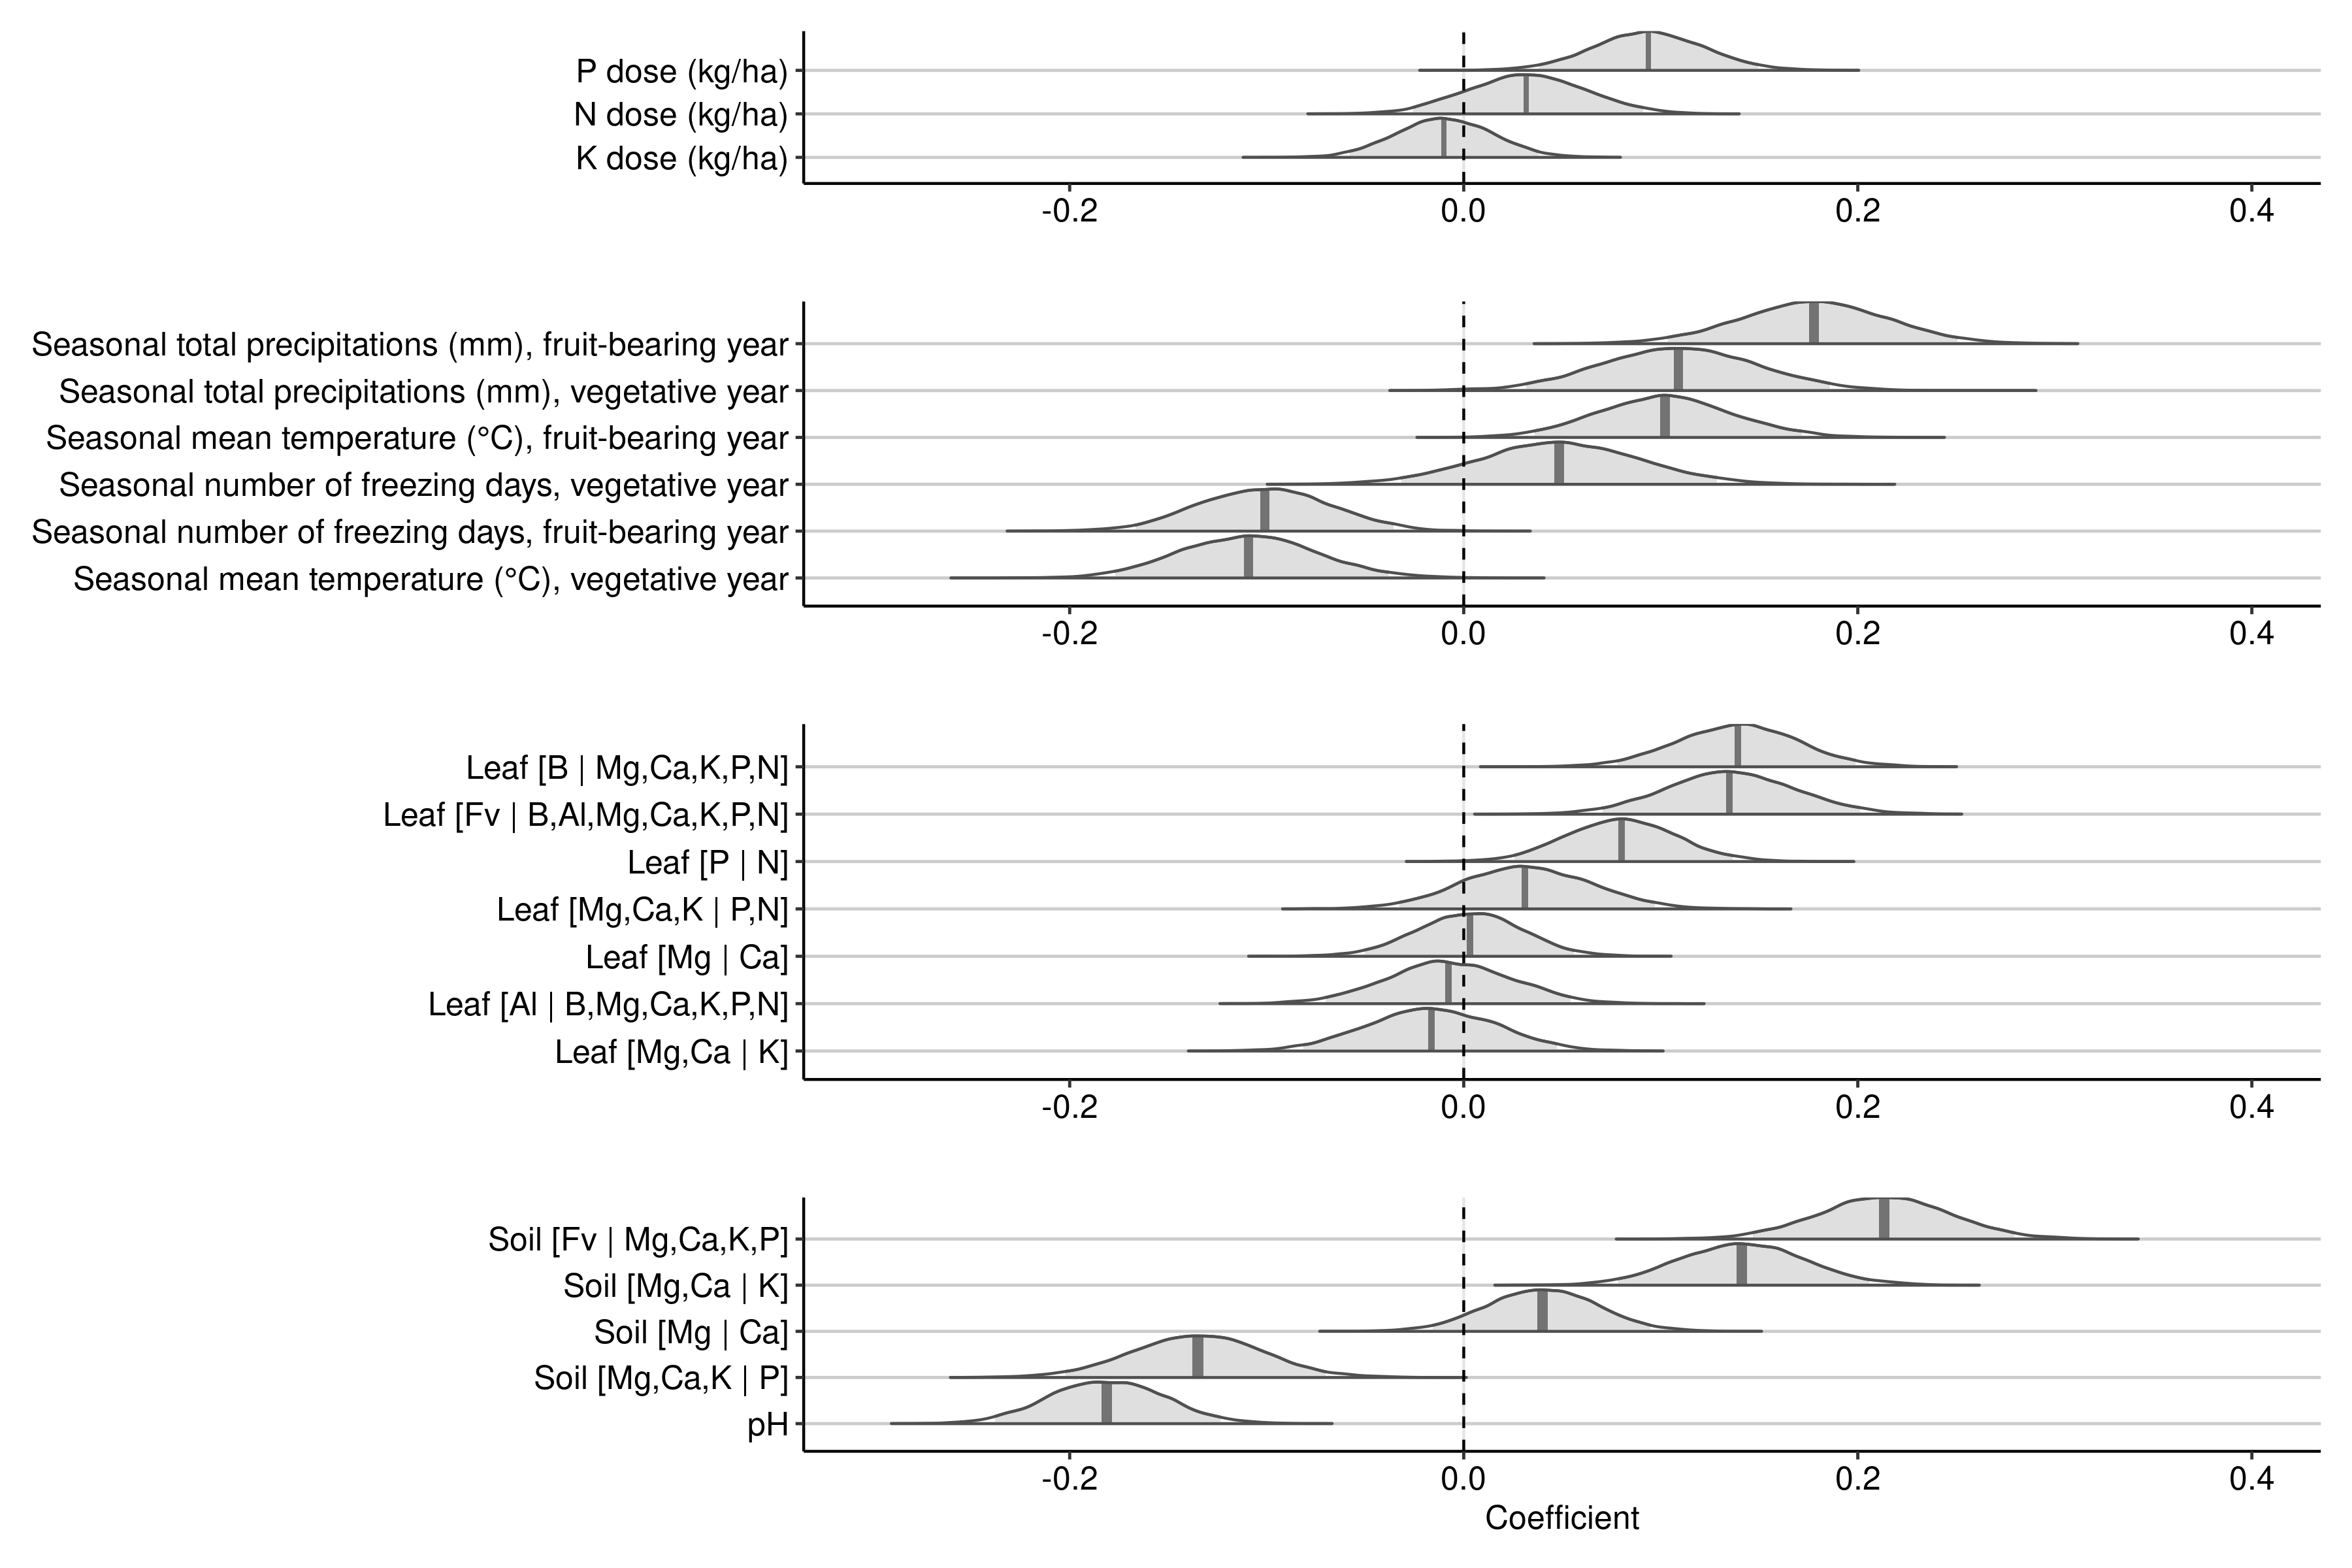 P dose (kg/ha)
N dose (kg/ha)
K dose (kg/ha)
-0.2 0.0 0.2 0.4
Seasonal total precipitations (mm), fruit-bearing year
Seasonal total precipitations (mm), vegetative year
Seasonal mean temperature (°C), fruit-bearing year
Seasonal number of freezing days, vegetative year
Seasonal number of freezing days, fruit-bearing year
Seasonal mean temperature (°C), vegetative year
-0.2 0.0 0.2 0.4
Leaf [B | Mg,Ca,K,P,N]
Leaf [Fv | B,Al,Mg,Ca,K,P,N]
Leaf [P | N]
Leaf [Mg,Ca,K | P,N]
Leaf [Mg | Ca]
Leaf [Al | B,Mg,Ca,K,P,N]
Leaf [Mg,Ca | K]
-0.2 0.0 0.2 0.4
Soil [Fv | Mg,Ca,K,P]
Soil [Mg,Ca | K]
Soil [Mg | Ca]
Soil [Mg,Ca,K | P]
pH
-0.2 0.0 0.2 0.4
Coefficient